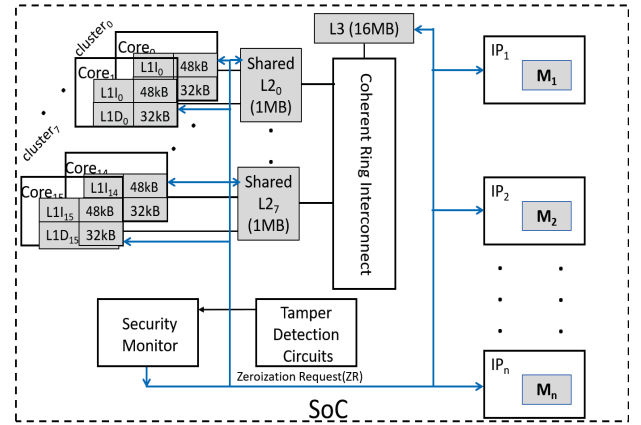 cluster0
Core0
L1I0 48kB
32kB
Core1
L1I0 48kB
L1D0 32kB
cluster7
Core14
L1I14 48kB
32kB
Core15
L1I15 48kB
L1D15 32kB
Shared
L20
(1MB)
Shared
L27
(1MB)
L3 (16MB)
Coherent Ring Interconnect
IP1
M1
IP2
M2
IPn
Mn
Security
Monitor
Tamper
Detection
Circuits
Zeroization Request(ZR)
SoC